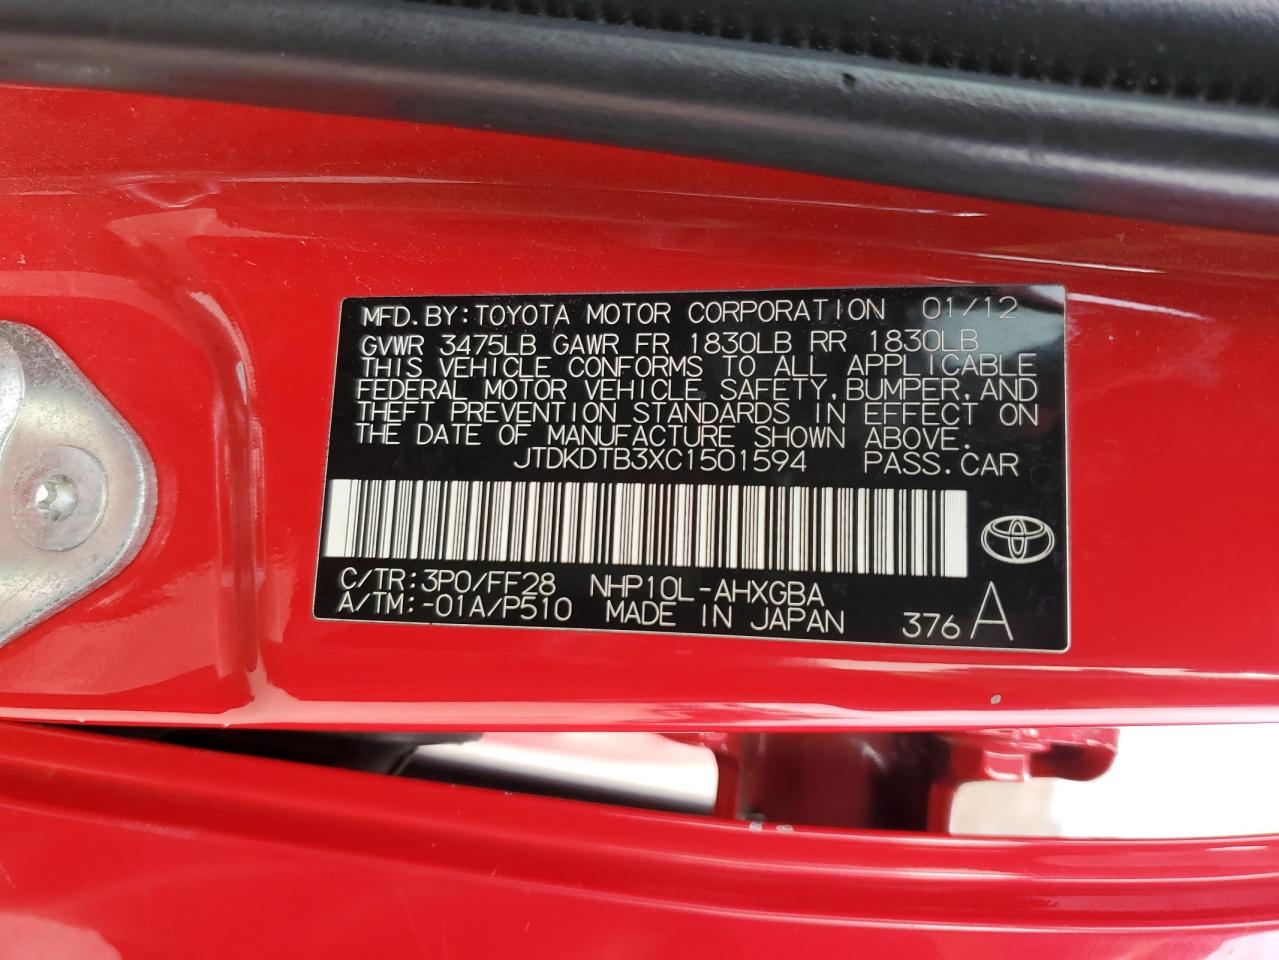 MFD.BY:TOYOTA MOTOR CORPORATION 01/12
GVWR 3475LB GAWR FR 1830LB RR 1830LB
THIS VEHICLE CONFORMS TO ALL APPLICABLE
FEDERAL MOTOR VEHICLE SAFETY,BUMPER,AND
THEFT PREVENTION STANDARDS IN EFFECT ON
THE DATE OF MANUFACTURE SHOWN ABOVE.
JTDKDTB3XC1501594 PASS.CAR
C/TR:3P0/FF28 NHP10L-AHXGBA
A/TM:-01A/P510 MADE IN JAPAN 376 A